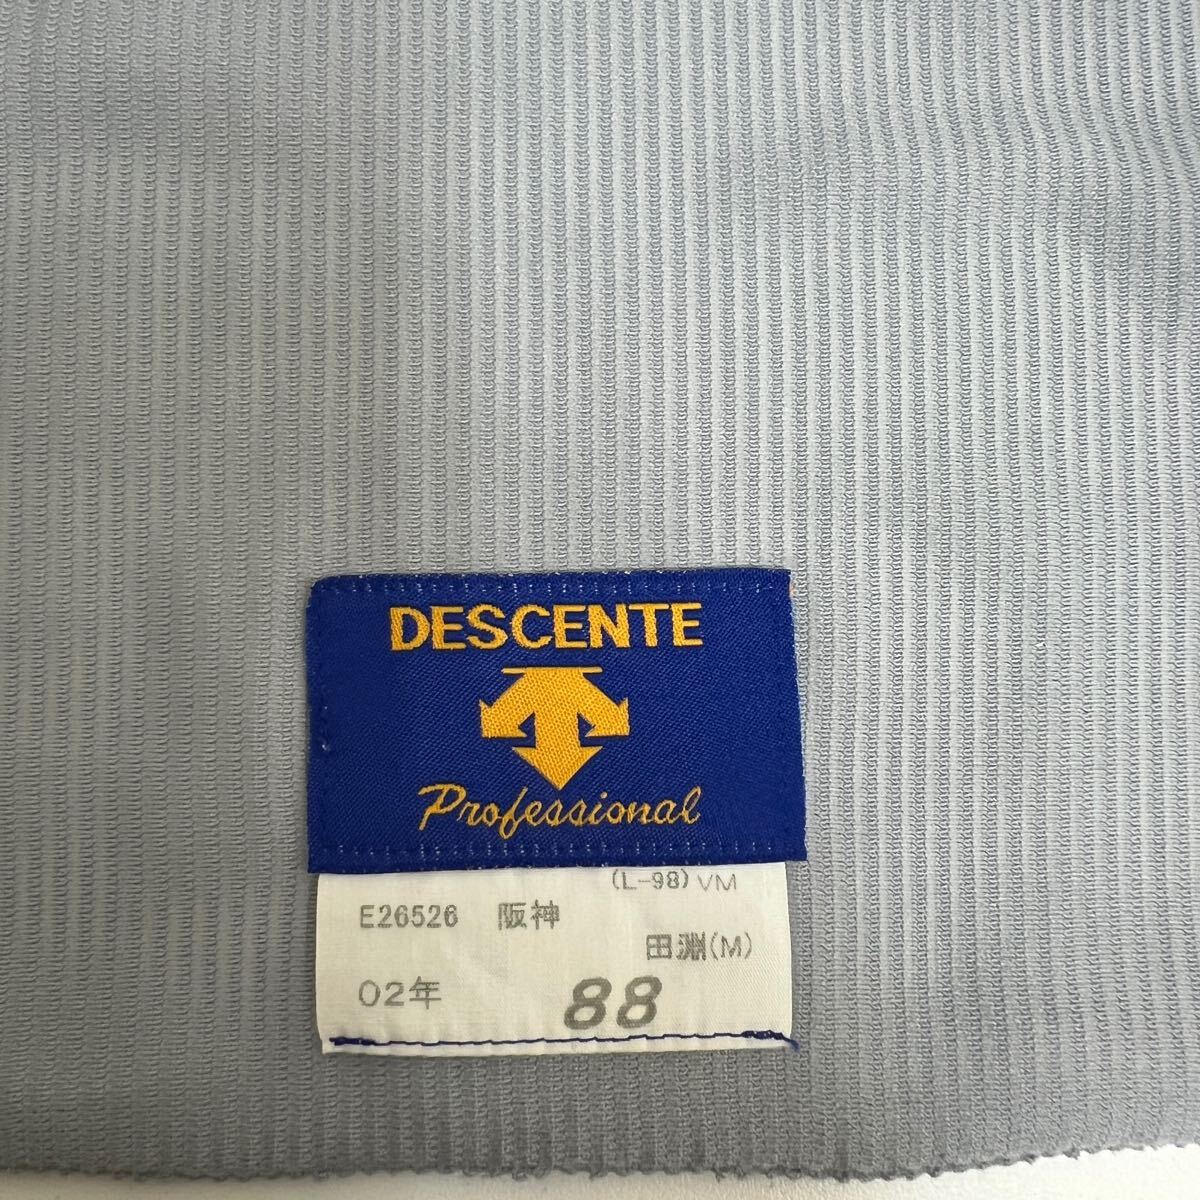 DESCENTE
Professional
(L-98) VM
E26526 阪神
田淵(M)
02年 88